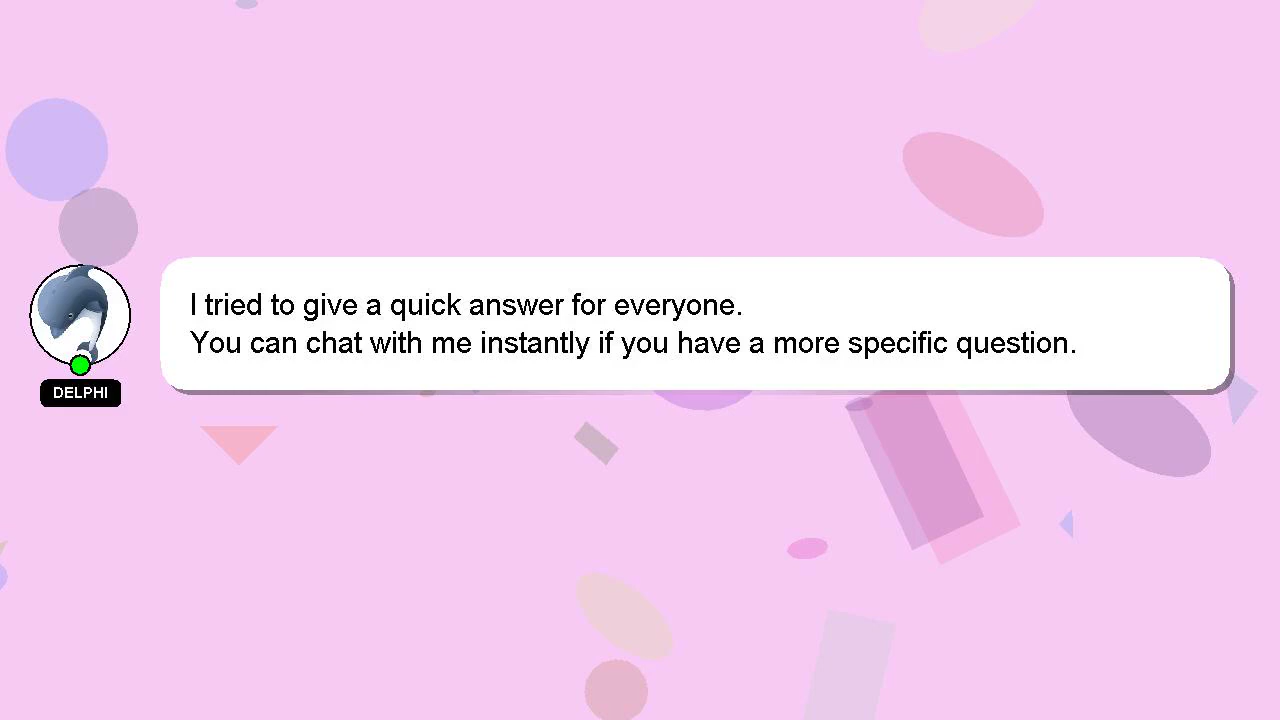 I tried to give a quick answer for everyone.
You can chat with me instantly if you have a more specific question.
DELPHI